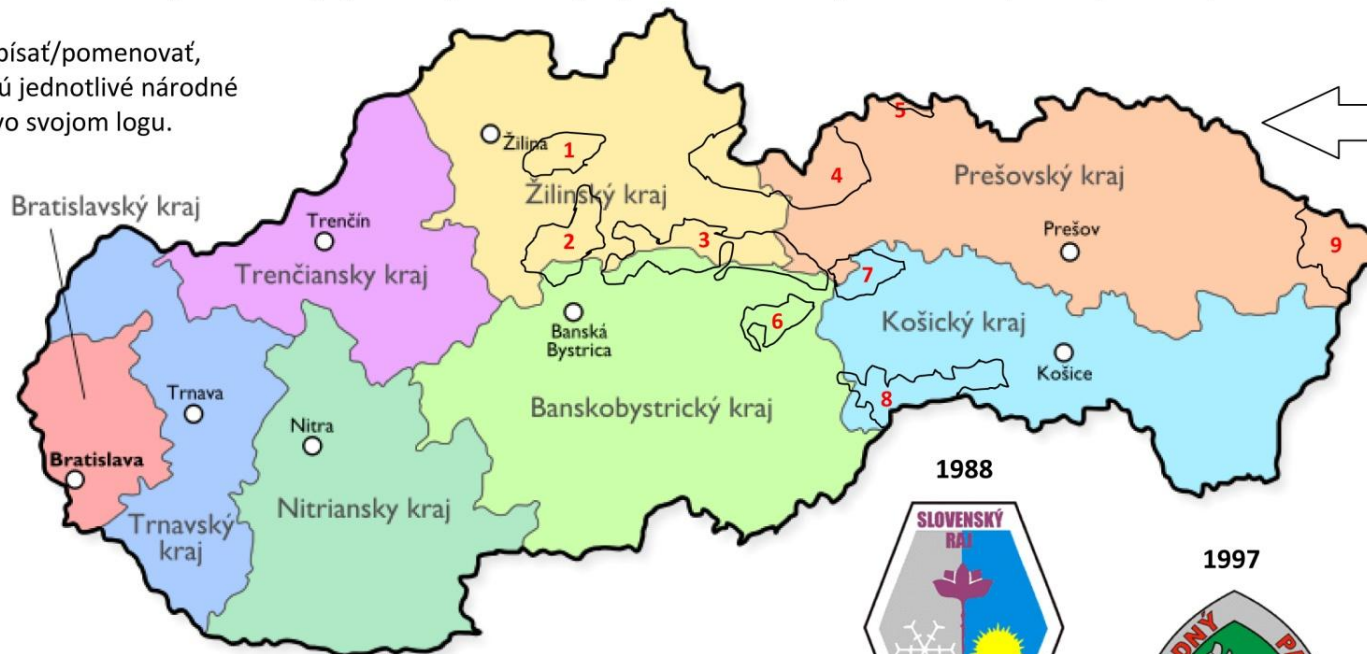 písať/pomenovať,
ú jednotlivé národné
vo svojom logu.
Žilina
1
5
4
Žilinský kraj
Prešovský kraj
Bratislavský kraj
Trenčín
Trenčiansky kraj
2
3
Prešov
9
7
Banská
Bystrica
6
Košický kraj
Košice
Trnava
Banskobystrický kraj
8
Nitra
Bratislava
Nitriansky kraj
Trnavský
kraj
1988
SLOVENSKÝ
RAJ
1997